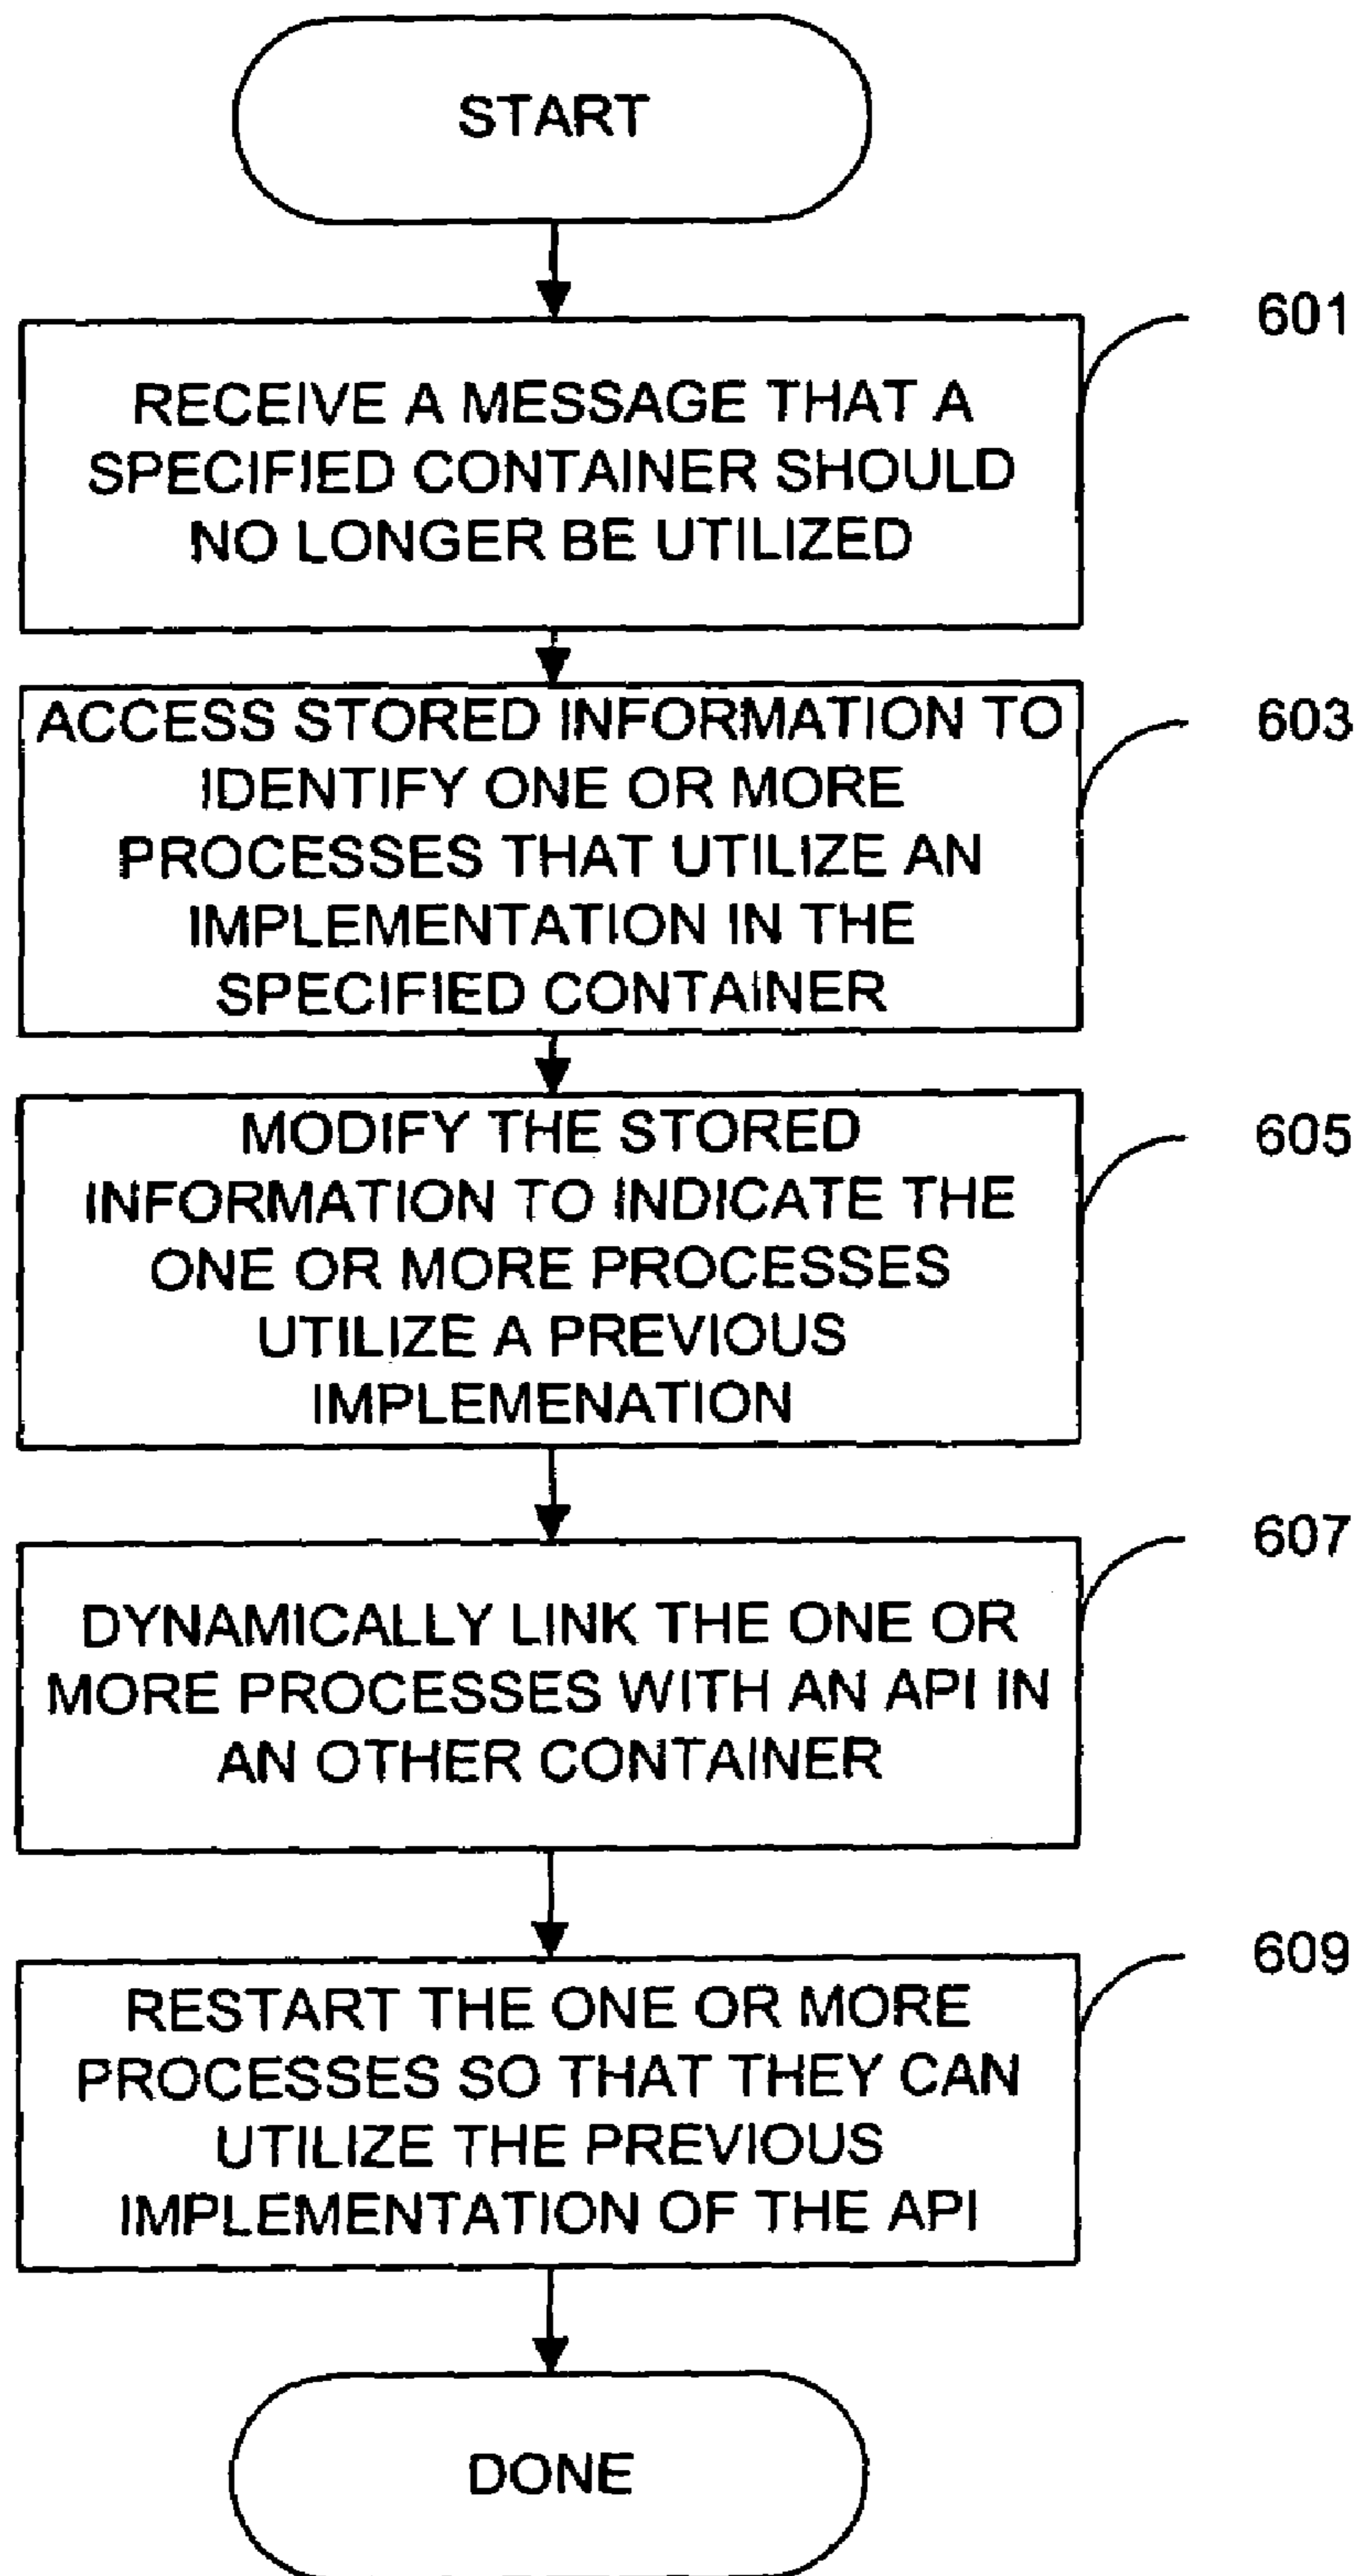 START
601
RECEIVE A MESSAGE THAT A
SPECIFIED CONTAINER SHOULD
NO LONGER BE UTILIZED
603
ACCESS STORED INFORMATION TO
IDENTIFY ONE OR MORE
PROCESSES THAT UTILIZE AN
IMPLEMENTATION IN THE
SPECIFIED CONTAINER
605
MODIFY THE STORED
INFORMATION TO INDICATE THE
ONE OR MORE PROCESSES
UTILIZE A PREVIOUS
IMPLEMENATION
607
DYNAMICALLY LINK THE ONE OR
MORE PROCESSES WITH AN API IN
AN OTHER CONTAINER
609
RESTART THE ONE OR MORE
PROCESSES SO THAT THEY CAN
UTILIZE THE PREVIOUS
IMPLEMENTATION OF THE API
DONE